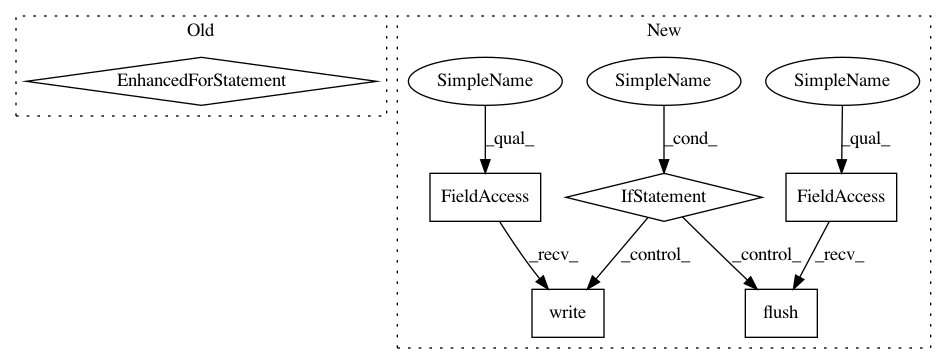 Old New
EnhancedForStatement SimpleName SimpleName SimpleName
_qual_ _cond_ _qual_
FieldAccess IfStatement FieldAccess
_recv_ _control_ _control_ _recv_
write flush